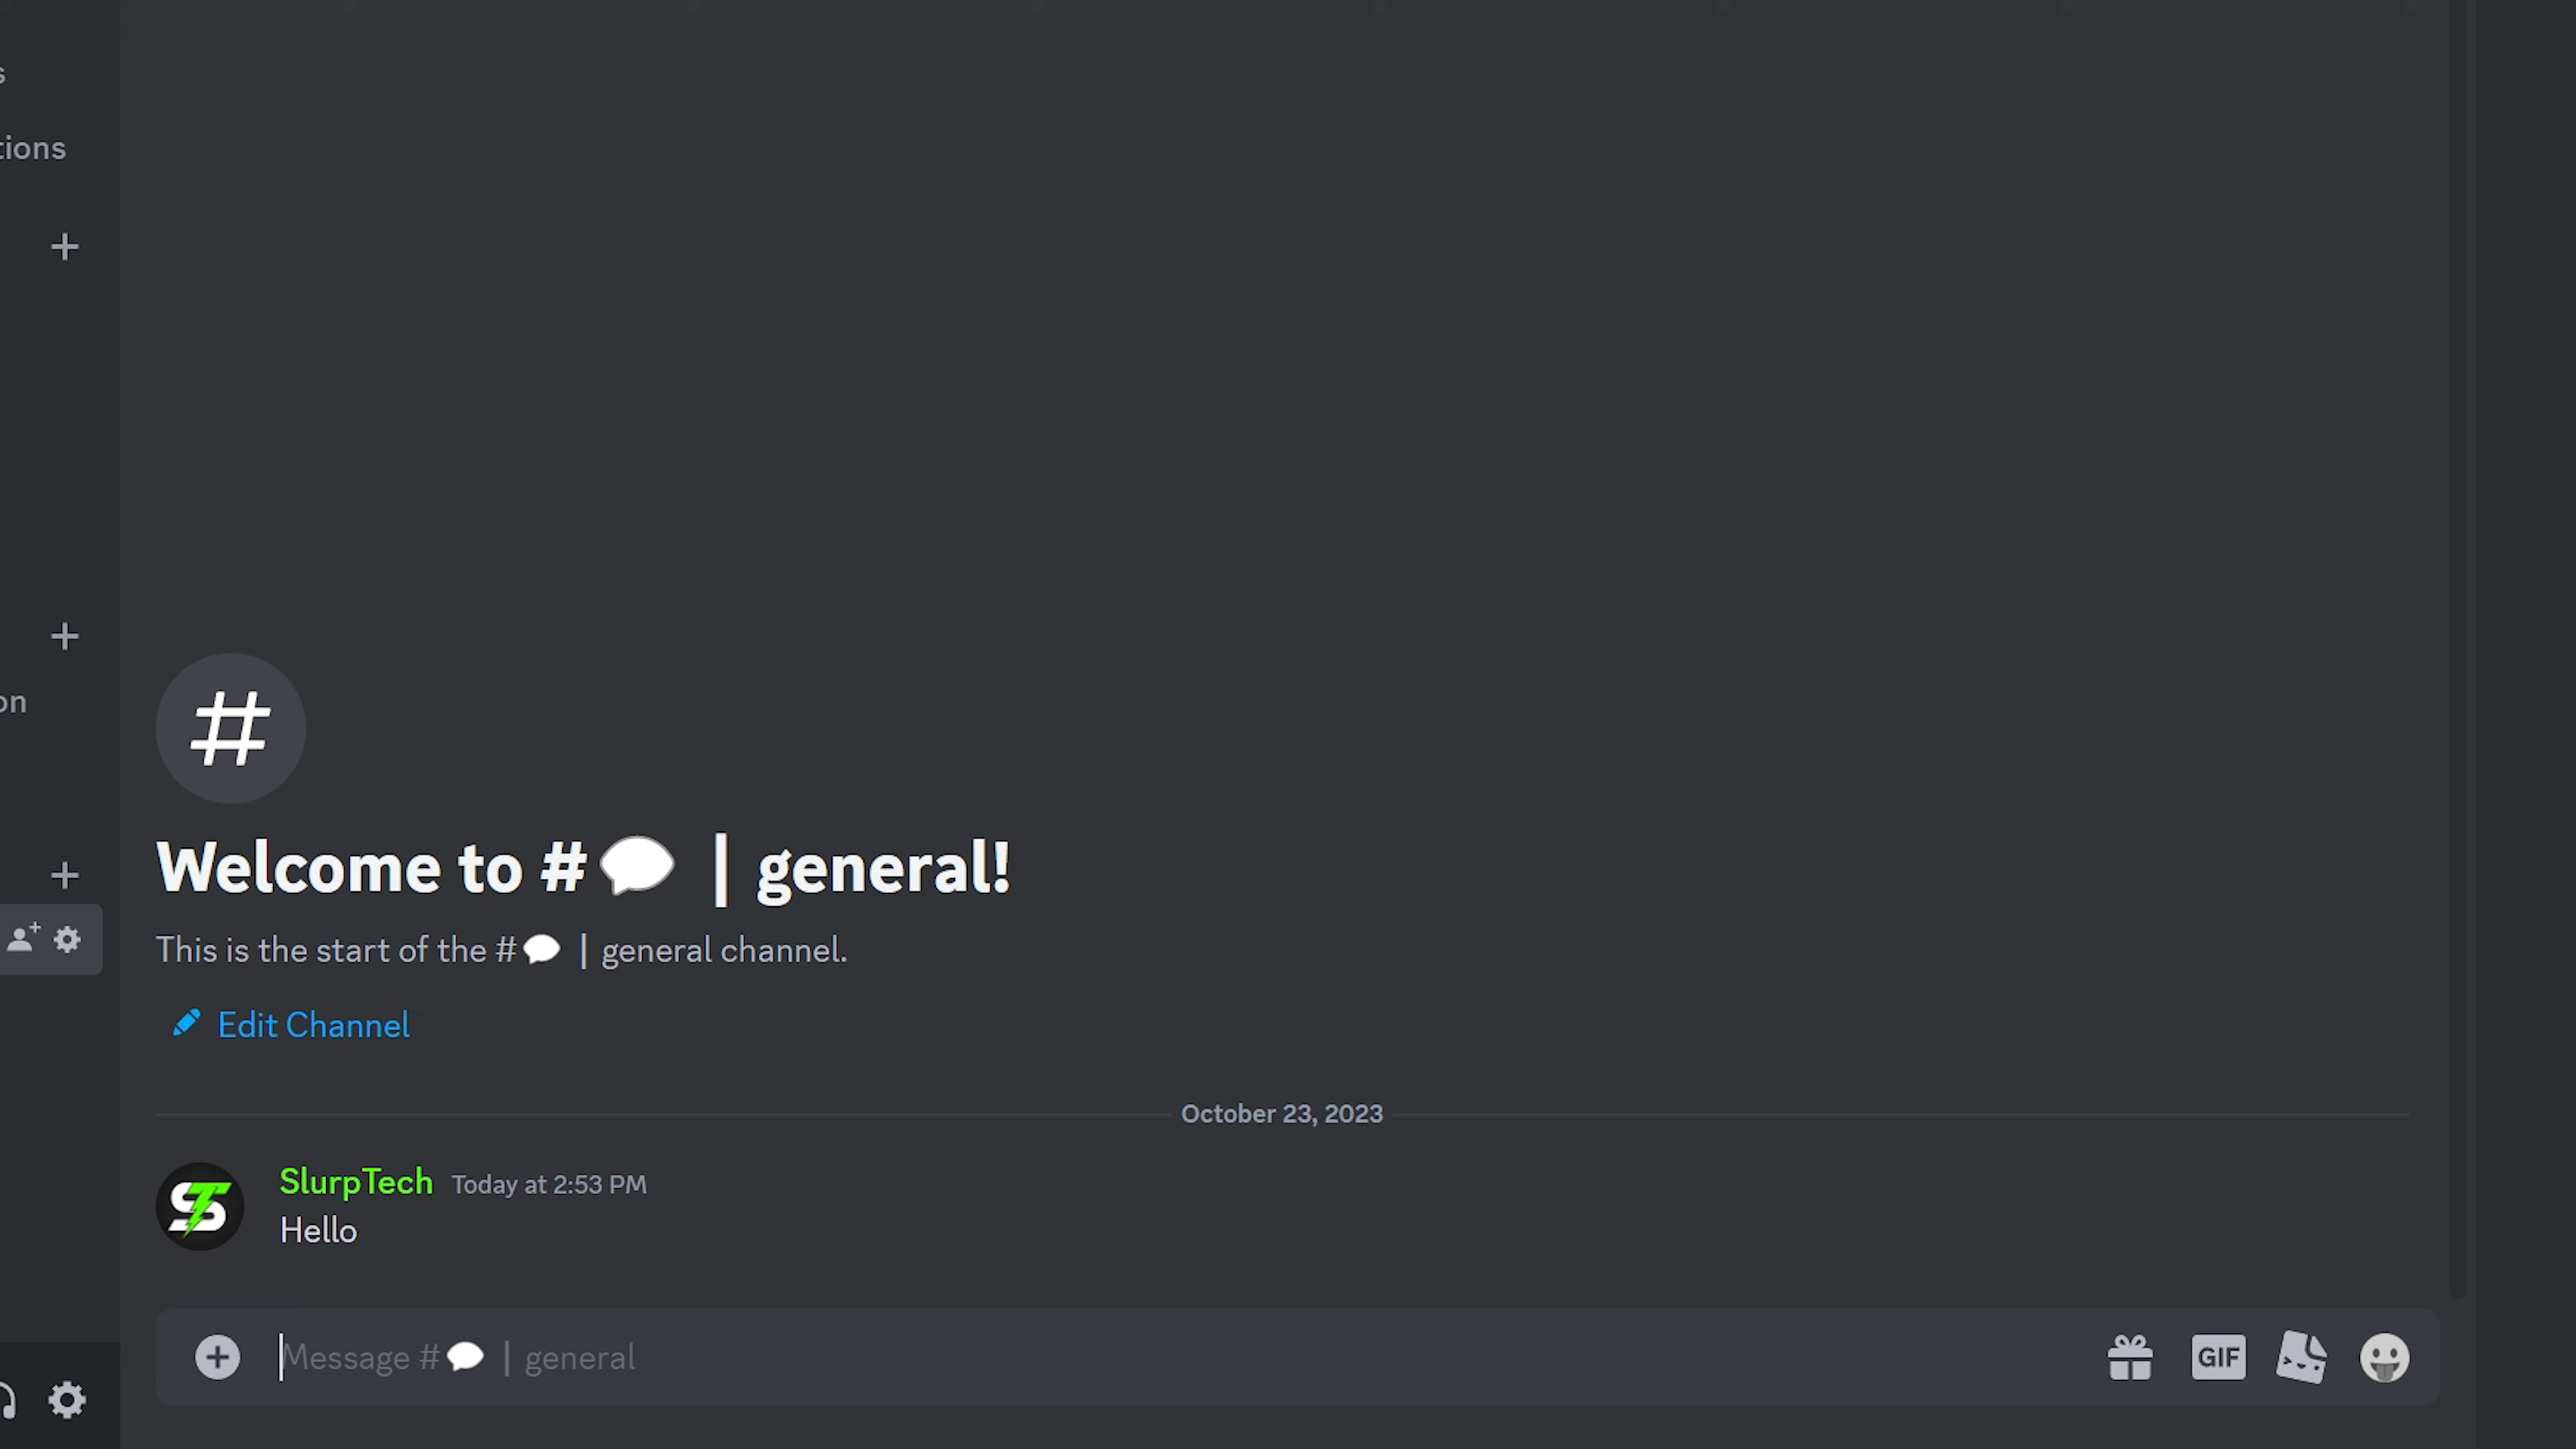 s
tions
on
Welcome to #💬 | general!
This is the start of the #💬 | general channel.
Edit Channel
October 23, 2023
SlurpTech Today at 2:53 PM
Hello
Message #💬 | general
GIF